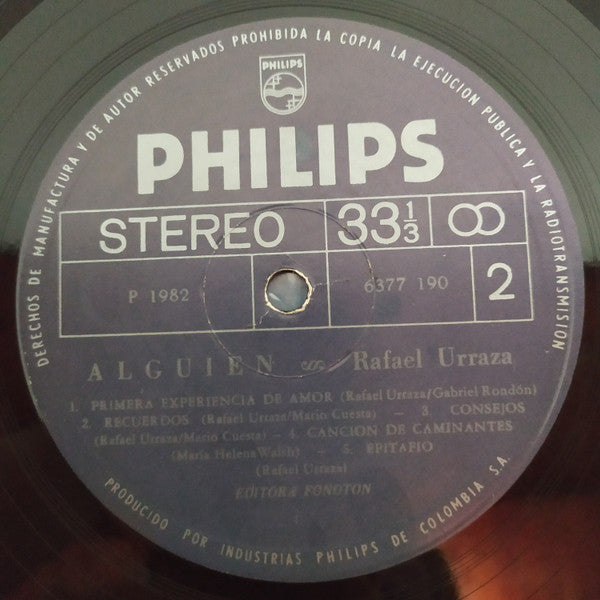 DERECHOS DE MANUFACTURA Y DE AUTOR RESERVADOS PROHIBIDA LA COPIA LA EJECUCION PUBLICA Y LA RADIOTRANSMISION
PHILIPS
PHILIPS
STEREO 33 1/3
P 1982 6377 190 2
ALGUIEN Rafael Urraza
1. PRIMERA EXPERIENCIA DE AMOR (Rafael Urraza/Gabriel Rondón)
2. RECUERDOS (Rafael Urraza/Mario Cuesta) – 3. CONSEJOS
(Rafael Urraza/Mario Cuesta) – 4. CANCION DE CAMINANTES
(María Helena Walsh) – 5. EPITAFIO
(Rafael Urraza)
EDITORA FONOTON
PRODUCIDO POR INDUSTRIAS PHILIPS DE COLOMBIA S.A.